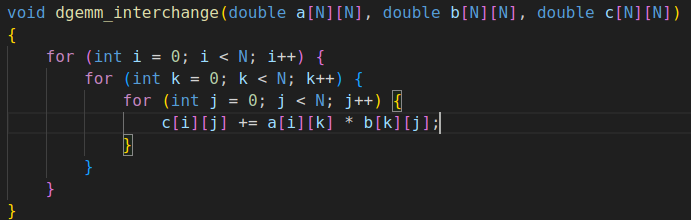 void dgemm_interchange(double a[N][N], double b[N][N], double c[N][N])
{
    for (int i = 0; i < N; i++) {
        for (int k = 0; k < N; k++) {
            for (int j = 0; j < N; j++) {
                c[i][j] += a[i][k] * b[k][j];
            }
        }
    }
}